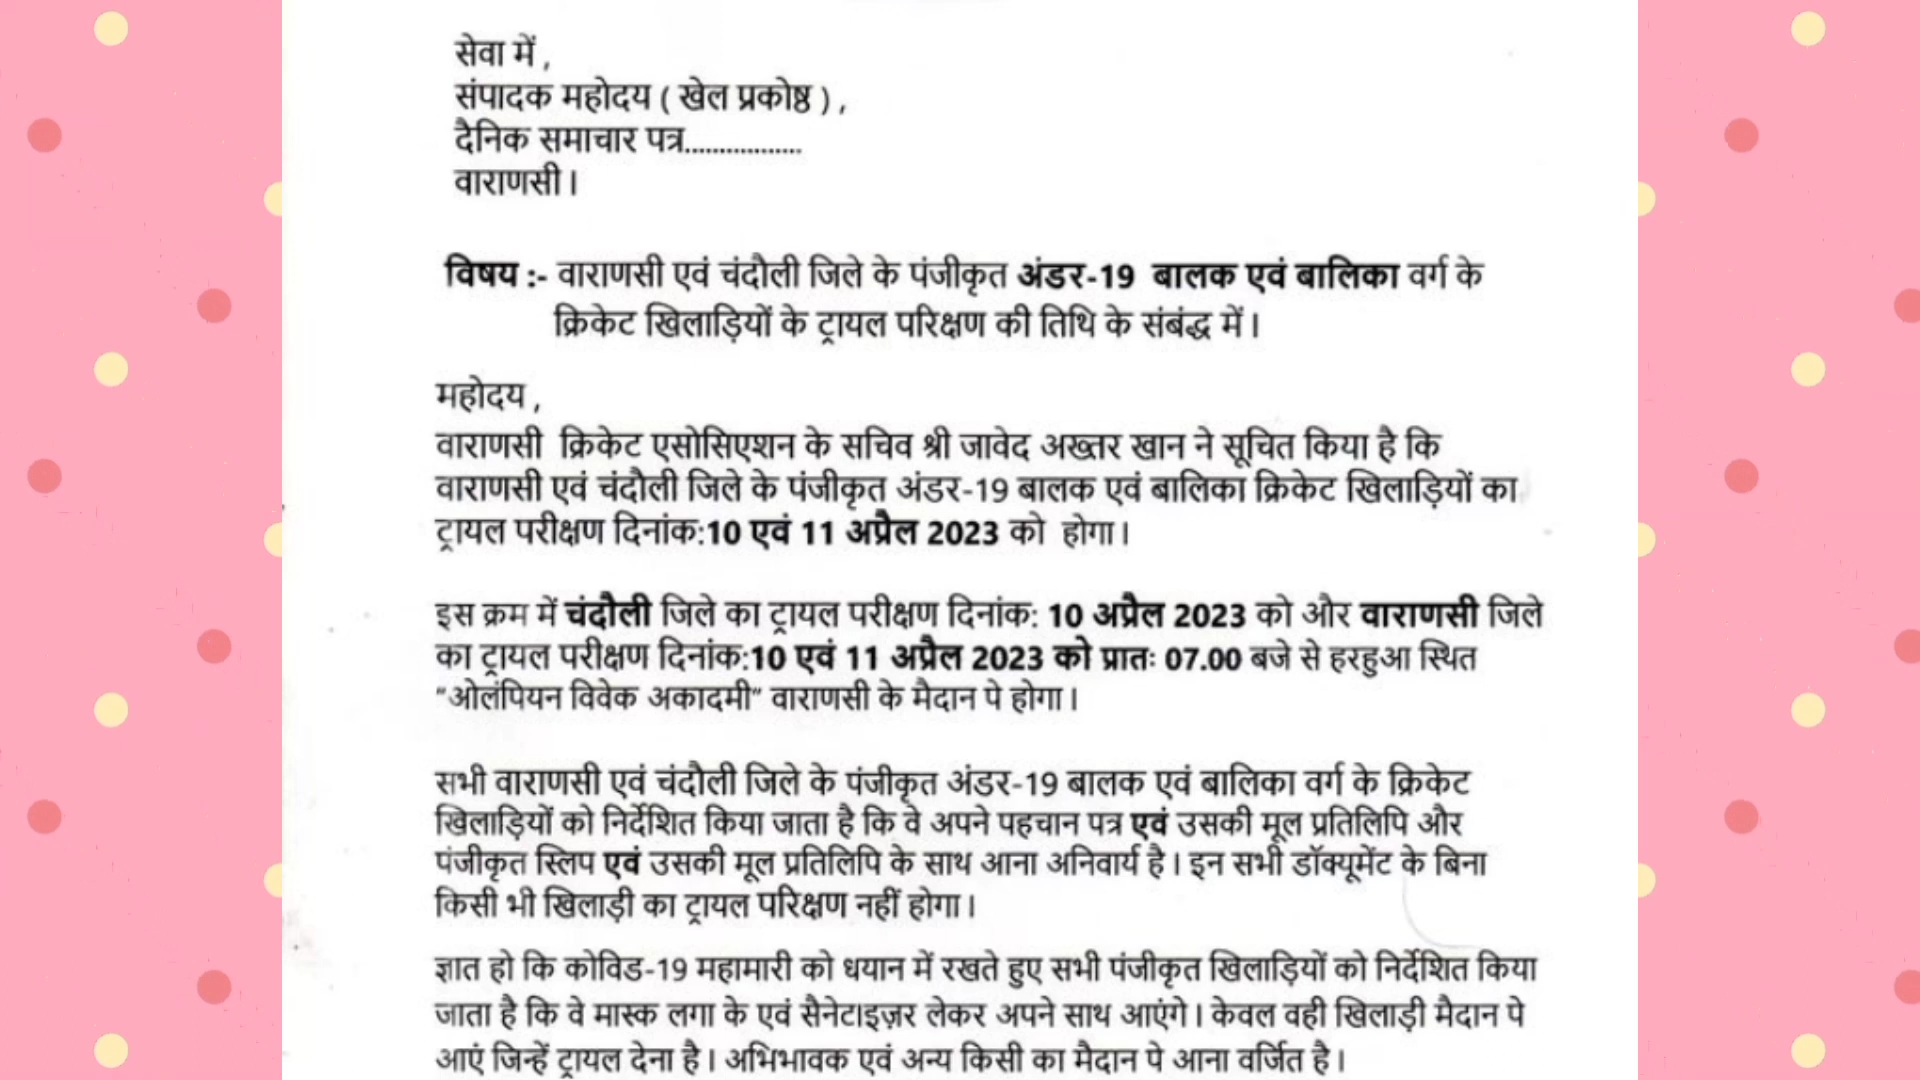 सेवा में ,
संपादक महोदय ( खेल प्रकोष्ठ ) ,
दैनिक समाचार पत्र.................
वाराणसी।
विषय :- वाराणसी एवं चंदौली जिले के पंजीकृत अंडर-19 बालक एवं बालिका वर्ग के
क्रिकेट खिलाड़ियों के ट्रायल परिक्षण की तिथि के संबंद्ध में।
महोदय ,
वाराणसी क्रिकेट एसोसिएशन के सचिव श्री जावेद अख्तर खान ने सूचित किया है कि
वाराणसी एवं चंदौली जिले के पंजीकृत अंडर-19 बालक एवं बालिका क्रिकेट खिलाड़ियों का
ट्रायल परीक्षण दिनांक:10 एवं 11 अप्रैल 2023 को होगा।
इस क्रम में चंदौली जिले का ट्रायल परीक्षण दिनांक: 10 अप्रैल 2023 को और वाराणसी जिले
का ट्रायल परीक्षण दिनांक:10 एवं 11 अप्रैल 2023 को प्रातः 07.00 बजे से हरहुआ स्थित
“ओलंपियन विवेक अकादमी” वाराणसी के मैदान पे होगा।
सभी वाराणसी एवं चंदौली जिले के पंजीकृत अंडर-19 बालक एवं बालिका वर्ग के क्रिकेट
खिलाड़ियों को निर्देशित किया जाता है कि वे अपने पहचान पत्र एवं उसकी मूल प्रतिलिपि और
पंजीकृत स्लिप एवं उसकी मूल प्रतिलिपि के साथ आना अनिवार्य है। इन सभी डॉक्यूमेंट के बिना
किसी भी खिलाड़ी का ट्रायल परिक्षण नहीं होगा।
ज्ञात हो कि कोविड-19 महामारी को धयान में रखते हुए सभी पंजीकृत खिलाड़ियों को निर्देशित किया
जाता है कि वे मास्क लगा के एवं सैनेटाइज़र लेकर अपने साथ आएंगे। केवल वही खिलाड़ी मैदान पे
आएं जिन्हें ट्रायल देना है। अभिभावक एवं अन्य किसी का मैदान पे आना वर्जित है।